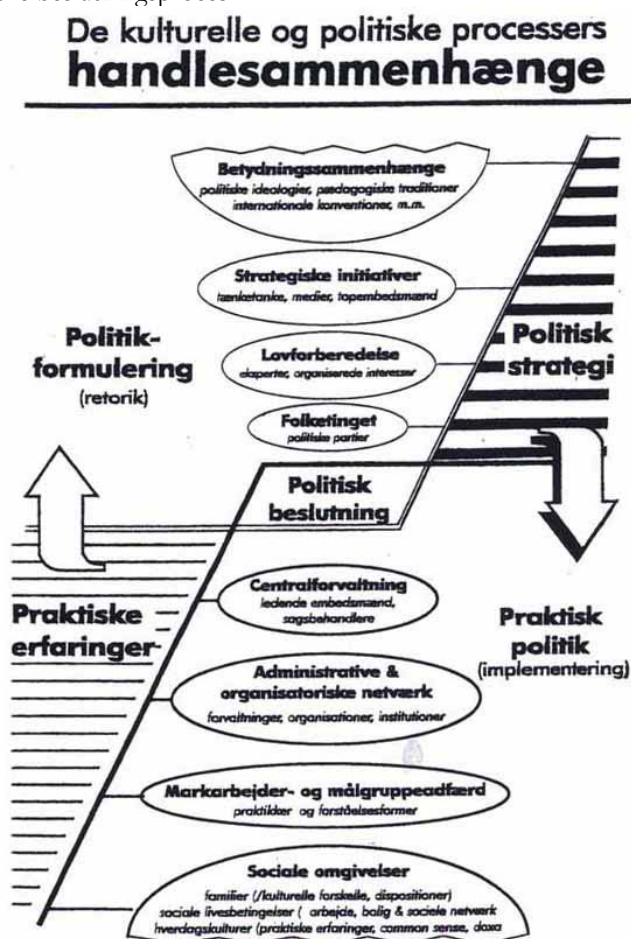 De kulturelle og politiske processers
handlesammenhænge
Betydningssammenhænge
politiske ideologier, pædagogiske traditioner
internationale konventioner, m.m.
Strategiske initiativer
tænketanke, medier, topembedsmænd
Politik-
formulering
(retorik)
Lovforberedelse
eksperter, organiserede interesser
Politisk
strategi
Folketinget
politiske partier
Politisk
beslutning
Praktiske
erfaringer
Centralforvaltning
ledende embedsmænd,
sagsbehandlere
Praktisk
politik
(implementering)
Administrative &
organisatoriske netværk
forvaltninger, organisationer, institutioner
Markarbejder- og målgruppeadfærd
praktikker og forståelsesformer
Sociale omgivelser
familier (/kulturelle forskelle, dispositioner)
sociale livesbetingelser ( arbejde, bolig & sociele netværk
hverdagskulturer (praktiske erfaringer, common sense, doxa